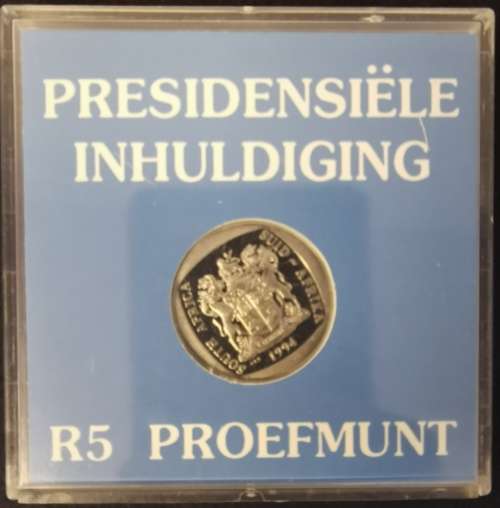 PRESIDENSIËLE
INHULDIGING
SUID-AFRIKA
SOUTH AFRICA
1994
R5 PROEFMUNT